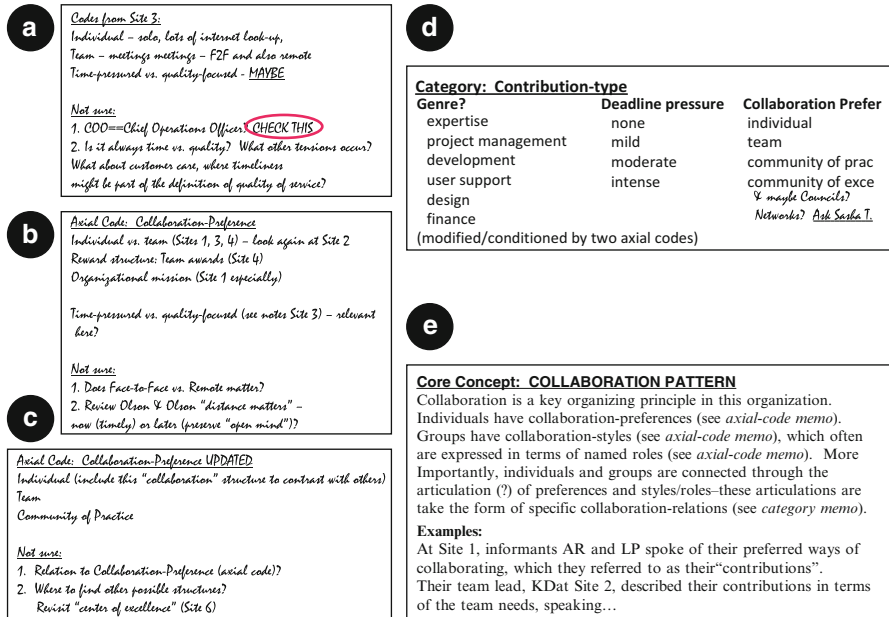 a
Codes from Site 3:
Individual – solo, lots of internet look-up,
Team – meetings meetings – F2F and also remote
Time-pressured vs. quality-focused - MAYBE
Not sure:
1. COO==Chief Operations Officer? CHECK THIS
2. Is it always time vs. quality? What other tensions occur?
What about customer care, where timeliness
might be part of the definition of quality of service?
b
Axial Code: Collaboration-Preference
Individual vs. team (Sites 1, 3, 4) – look again at Site 2
Reward structure: Team awards (Site 4)
Organizational mission (Site 1 especially)
Time-pressured vs. quality-focused (see notes Site 3) – relevant
here?
Not sure:
1. Does Face-to-Face vs. Remote matter?
2. Review Olson & Olson "distance matters" –
now (timely) or later (preserve "open mind")?
c
Axial Code: Collaboration-Preference UPDATED
Individual (include this "collaboration" structure to contrast with others)
Team
Community of Practice
Not sure:
1. Relation to Collaboration-Preference (axial code)?
2. Where to find other possible structures?
Revisit "center of excellence" (Site 6)
d
Category: Contribution-type
Genre? Deadline pressure Collaboration Prefer
expertise none individual
project management mild team
development moderate community of prac
user support intense community of exce
design & maybe Councils?
finance Networks? Ask Sasha T.
(modified/conditioned by two axial codes)
e
Core Concept: COLLABORATION PATTERN
Collaboration is a key organizing principle in this organization.
Individuals have collaboration-preferences (see axial-code memo).
Groups have collaboration-styles (see axial-code memo), which often
are expressed in terms of named roles (see axial-code memo). More
Importantly, individuals and groups are connected through the
articulation (?) of preferences and styles/roles–these articulations are
take the form of specific collaboration-relations (see category memo).
Examples:
At Site 1, informants AR and LP spoke of their preferred ways of
collaborating, which they referred to as their"contributions".
Their team lead, KDat Site 2, described their contributions in terms
of the team needs, speaking…